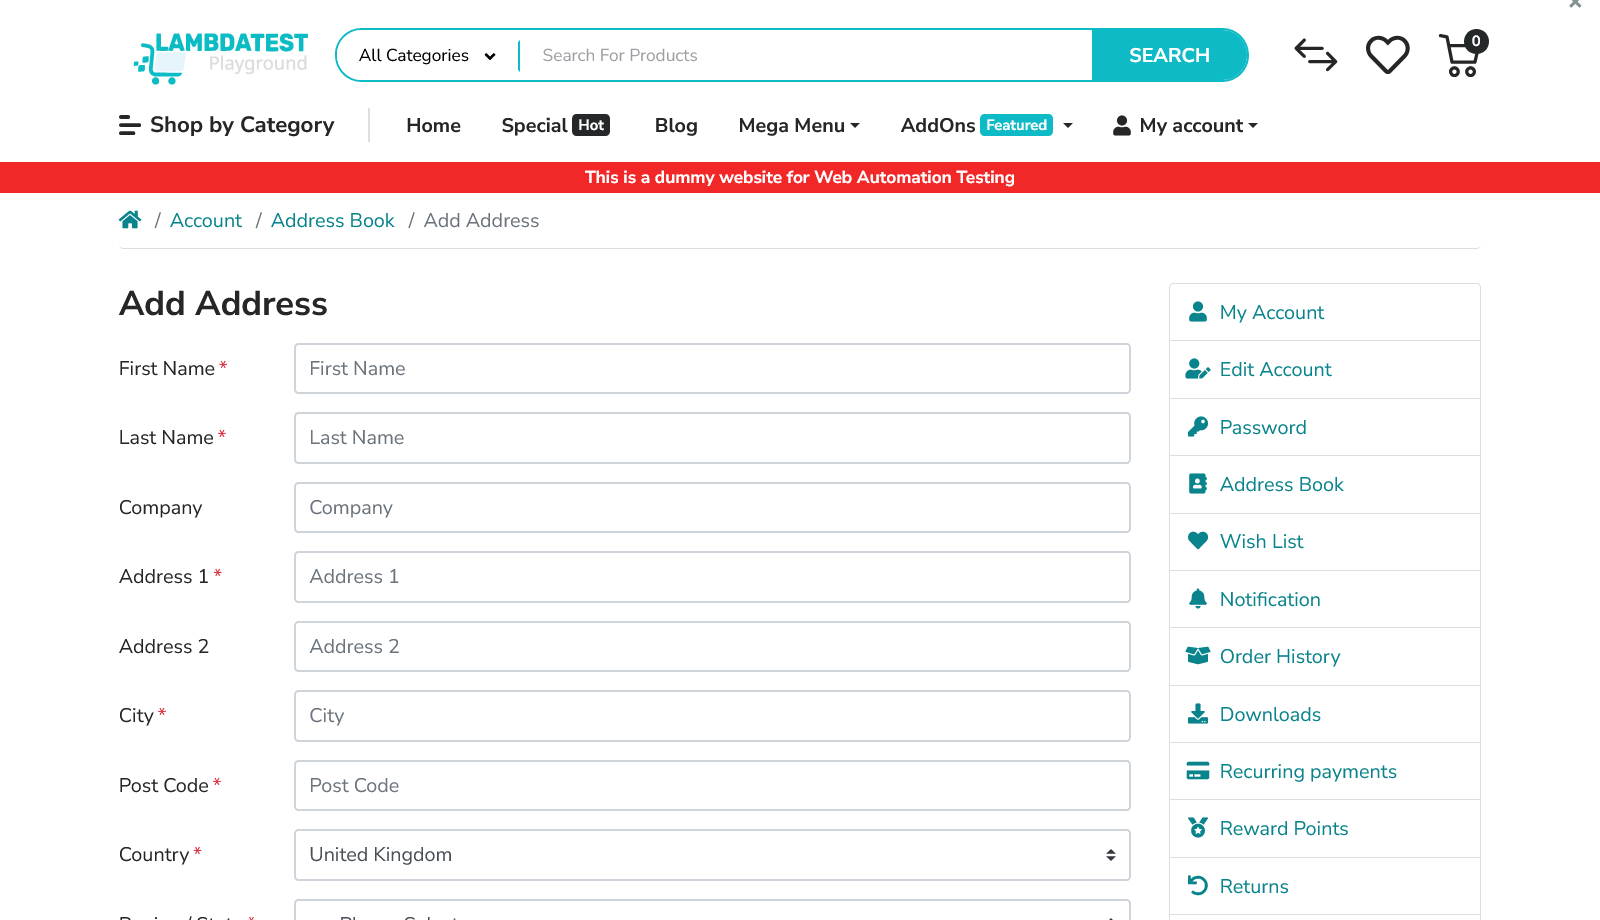 LAMBDATEST
Playground
All Categories
Search For Products
SEARCH
0
Shop by Category
Home
Special Hot
Blog
Mega Menu
AddOns Featured
My account
This is a dummy website for Web Automation Testing
/ Account / Address Book / Add Address
Add Address
First Name *
First Name
Last Name *
Last Name
Company
Company
Address 1 *
Address 1
Address 2
Address 2
City *
City
Post Code *
Post Code
Country *
United Kingdom
My Account
Edit Account
Password
Address Book
Wish List
Notification
Order History
Downloads
Recurring payments
Reward Points
Returns